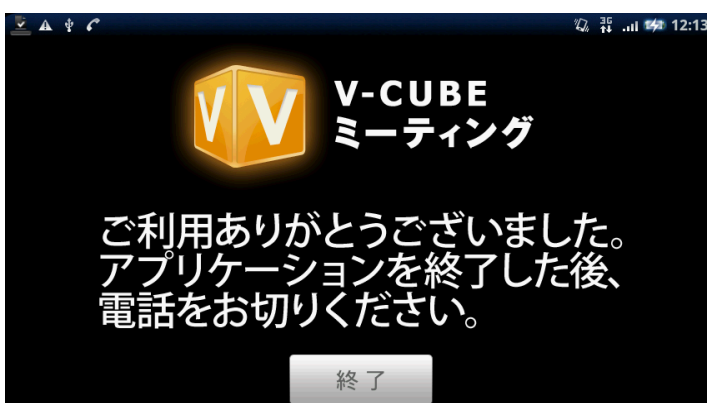 3G
12:13
V V
V-CUBE
ミーティング
ご利用ありがとうございました。
アプリケーションを終了した後、
電話をお切りください。
終了